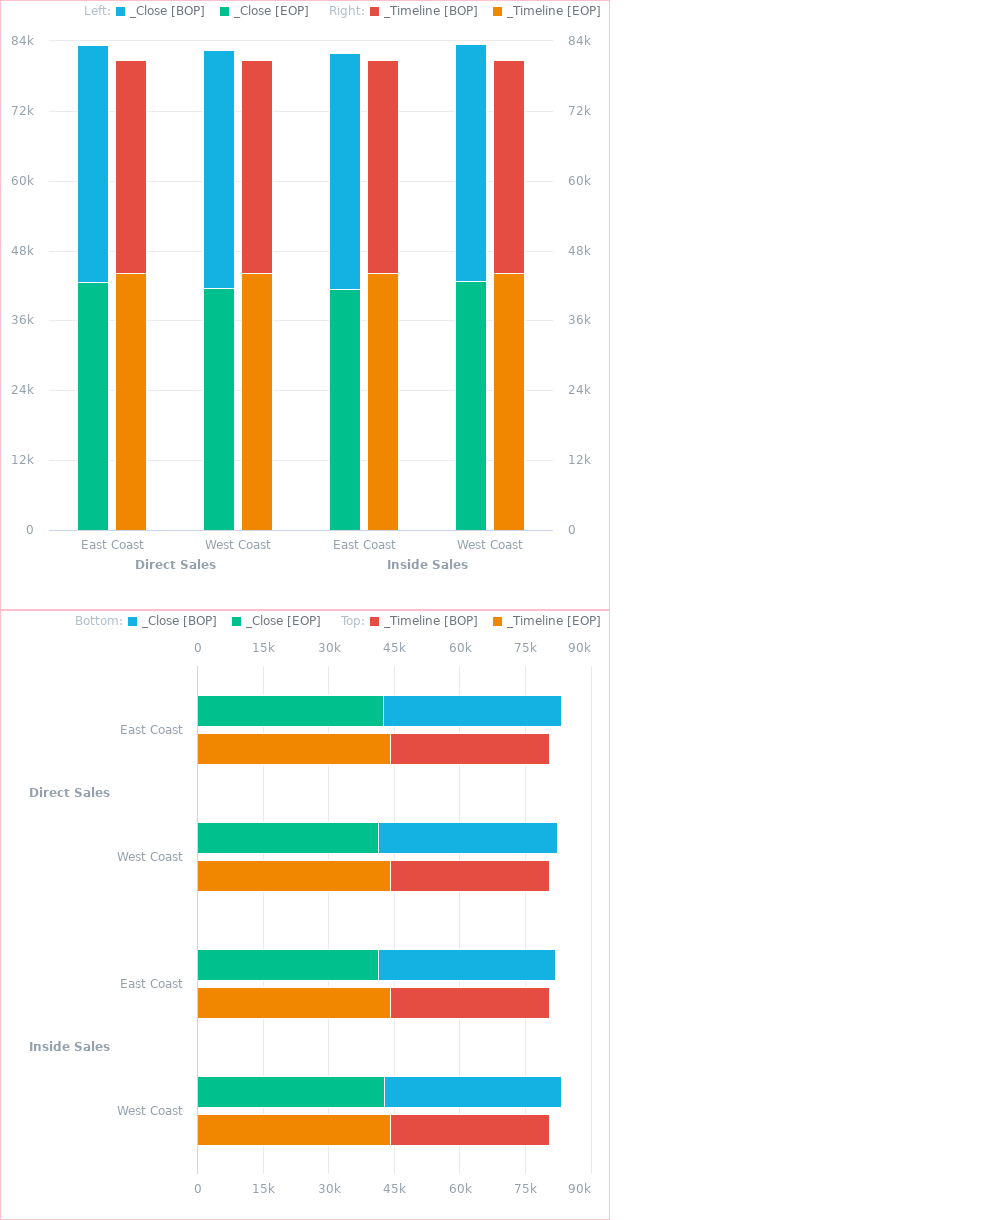 Left: _Close [BOP] _Close [EOP] Right: _Timeline [BOP] _Timeline [EOP]
84k 84k
72k 72k
60k 60k
48k 48k
36k 36k
24k 24k
12k 12k
0 0
East Coast West Coast East Coast West Coast
Direct Sales Inside Sales
Bottom: _Close [BOP] _Close [EOP] Top: _Timeline [BOP] _Timeline [EOP]
0 15k 30k 45k 60k 75k 90k
East Coast
Direct Sales
West Coast
East Coast
Inside Sales
West Coast
0 15k 30k 45k 60k 75k 90k